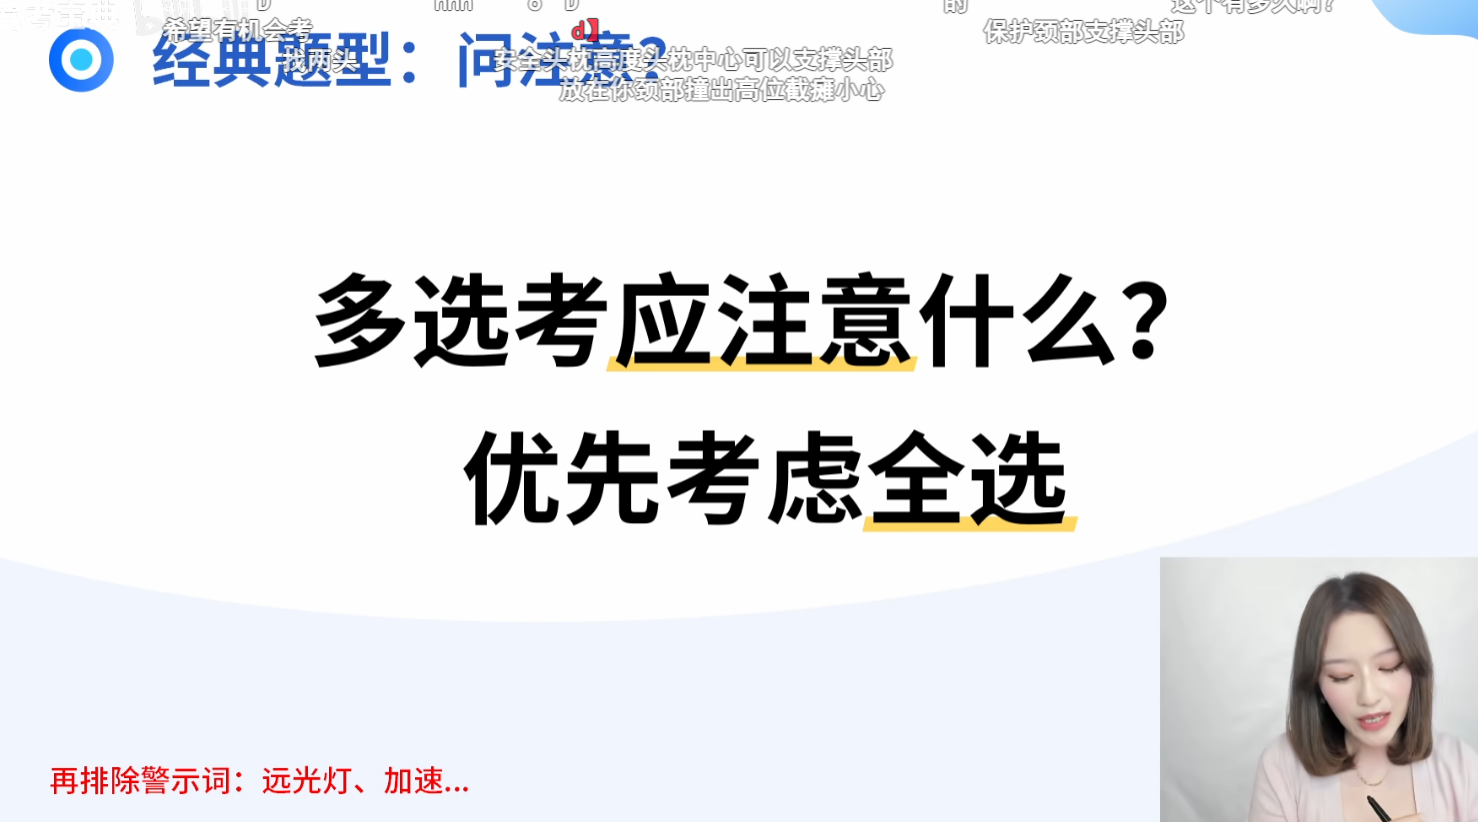 D
nnn
8
D
的
这个有多久啊?
希望有机会考
d】
保护颈部支撑头部
经典题型：问注意?
找两头
安全头枕高度头枕中心可以支撑头部
放在你颈部撞出高位截瘫小心
多选考应注意什么?
优先考虑全选
再排除警示词：远光灯、加速...